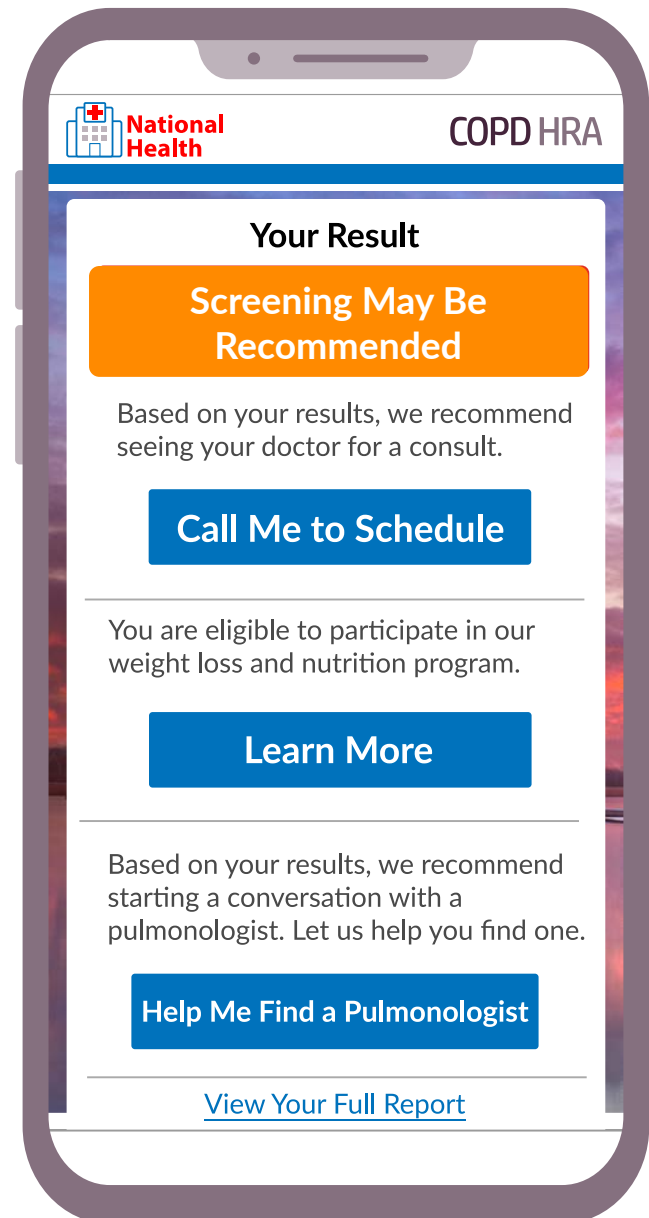 National
Health
COPD HRA
Your Result
Screening May Be
Recommended
Based on your results, we recommend
seeing your doctor for a consult.
Call Me to Schedule
You are eligible to participate in our
weight loss and nutrition program.
Learn More
Based on your results, we recommend
starting a conversation with a
pulmonologist. Let us help you find one.
Help Me Find a Pulmonologist
View Your Full Report